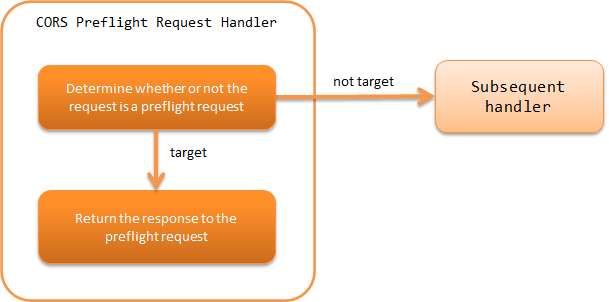 CORS Preflight Request Handler
Determine whether or not the
request is a preflight request
not target
Subsequent
handler
target
Return the response to the
preflight request